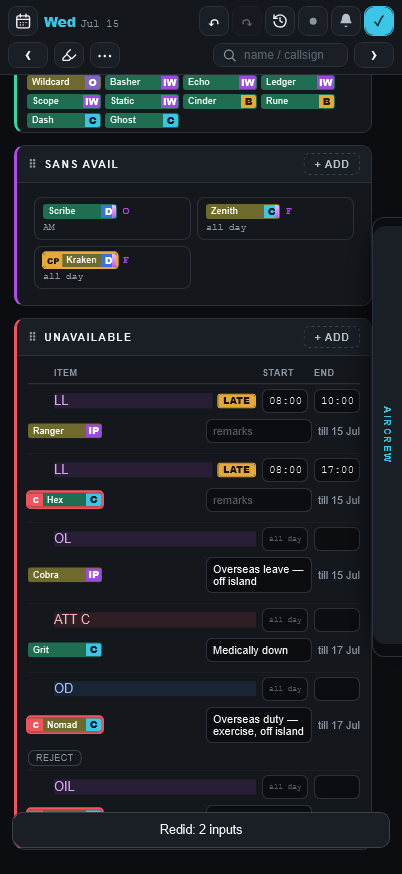 Wed Jul 15
name / callsign
Wildcard O Basher IW Echo IW Ledger IW
Scope IW Static IW Cinder B Rune B
Dash C Ghost C
SANS AVAIL + ADD
Scribe D O Zenith C F
AM all day
CP Kraken D F
all day
UNAVAILABLE + ADD
ITEM START END
LL LATE 08:00 10:00
Ranger IP remarks till 15 Jul
LL LATE 08:00 17:00
C Hex C remarks till 15 Jul
OL all day
Cobra IP Overseas leave —
off island till 15 Jul
ATT C all day
Grit C Medically down till 17 Jul
OD all day
C Nomad C Overseas duty —
exercise, off island till 17 Jul
REJECT
OIL all day
Redid: 2 inputs
AIRCREW